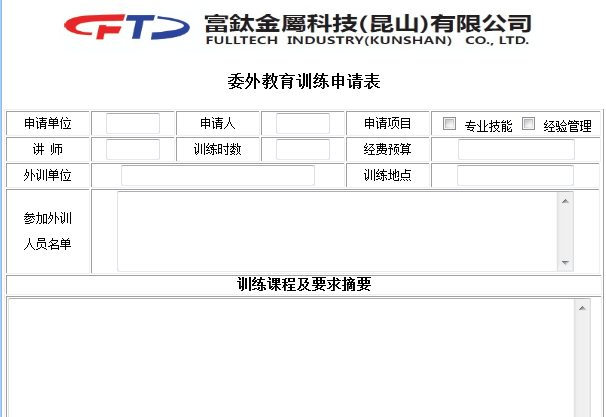 FTD 富鈦金屬科技(昆山)有限公司
FULLTECH INDUSTRY(KUNSHAN) CO., LTD.
委外教育训练申请表
申请单位 申请人 申请项目 专业技能 经验管理
讲 师 训练时数 经费预算
外训单位 训练地点
参加外训
人员名单
训练课程及要求摘要